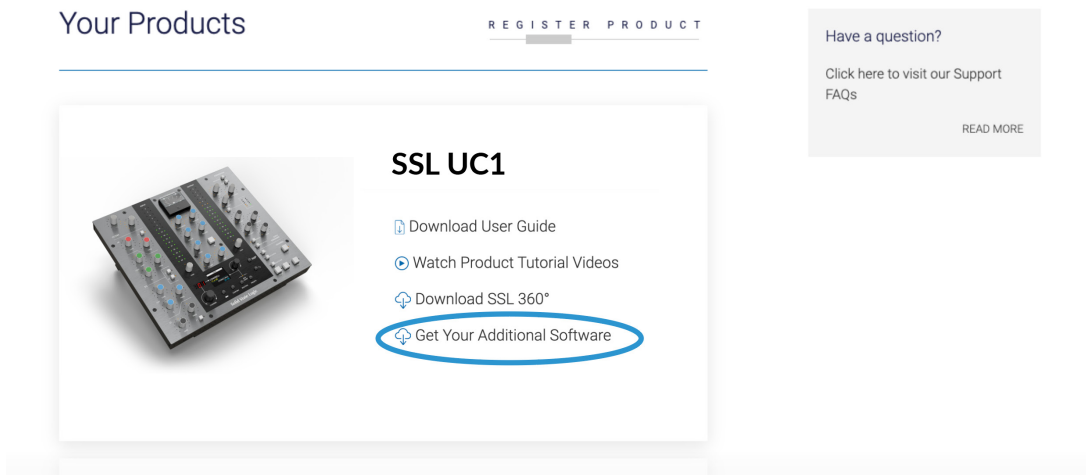 Your Products
REGISTER PRODUCT
Have a question?
Click here to visit our Support
FAQs
READ MORE
SSL UC1
Download User Guide
Watch Product Tutorial Videos
Download SSL 360°
Get Your Additional Software